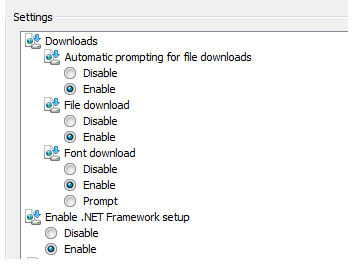 Settings
Downloads
Automatic prompting for file downloads
Disable
Enable
File download
Disable
Enable
Font download
Disable
Enable
Prompt
Enable .NET Framework setup
Disable
Enable